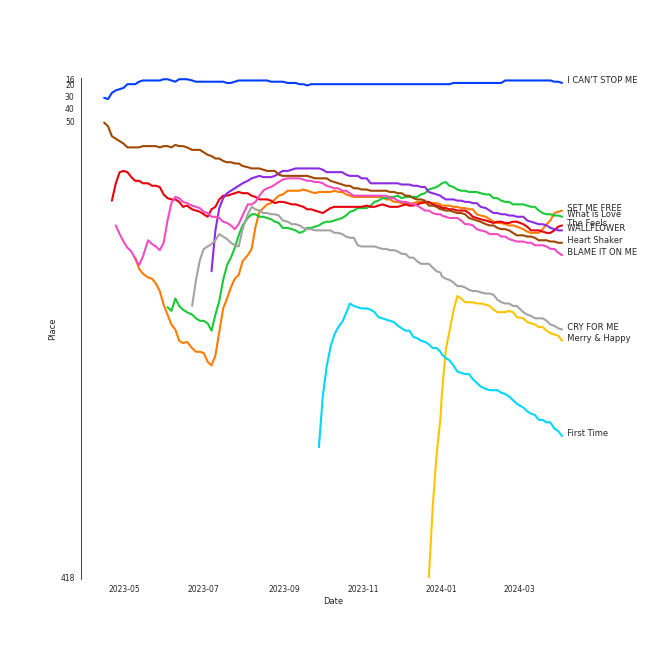 16
20
30
40
50
418
Place
2023-05
2023-07
2023-09
2023-11
2024-01
2024-03
Date
I CAN'T STOP ME
SET ME FREE
What is Love
The Feels
WALLFLOWER
Heart Shaker
BLAME IT ON ME
CRY FOR ME
Merry & Happy
First Time